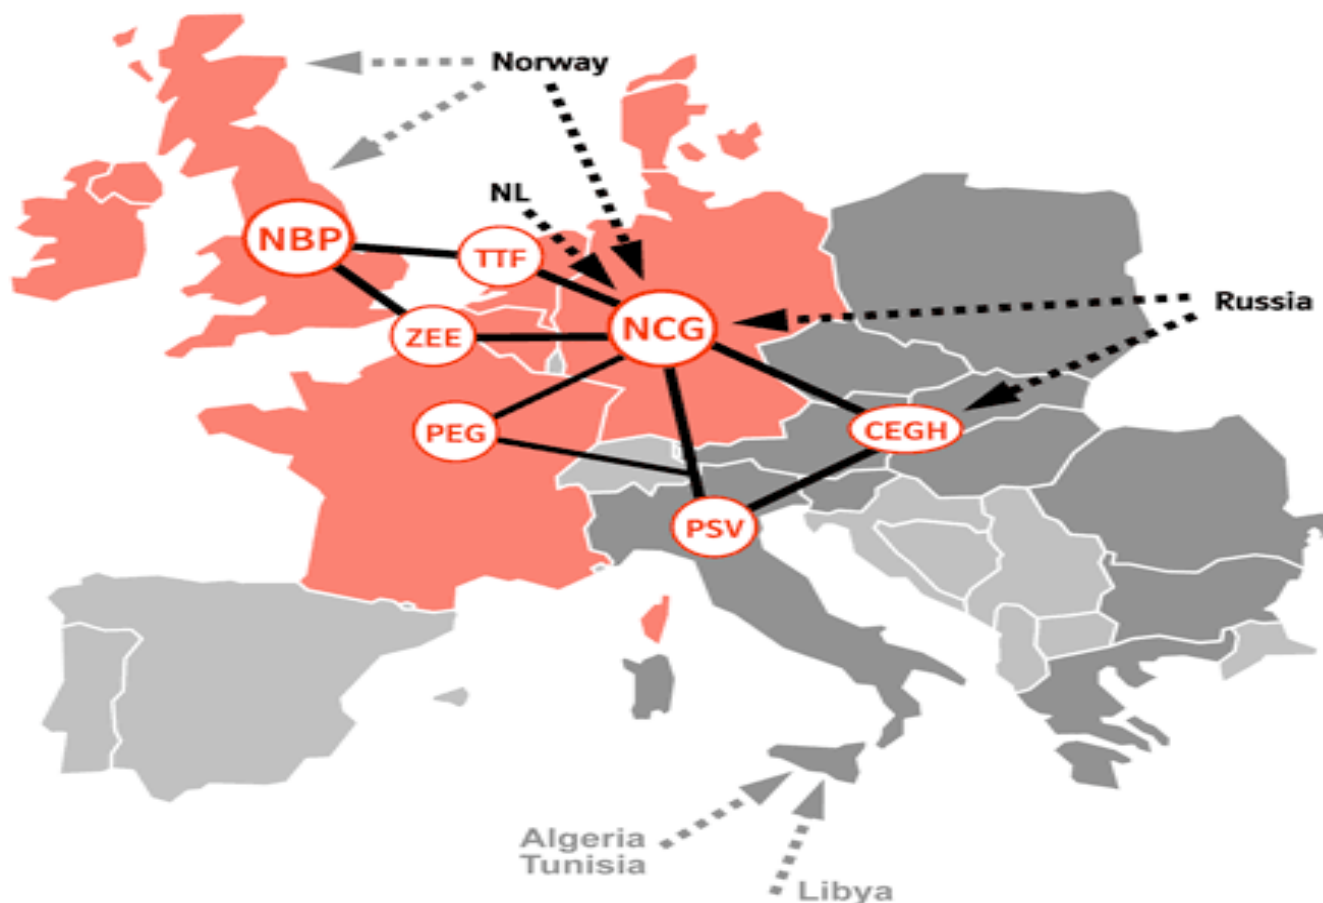 Norway
NL
NBP
TTF
Russia
ZEE
NCG
PEG
CEGH
PSV
Algeria
Tunisia
Libya